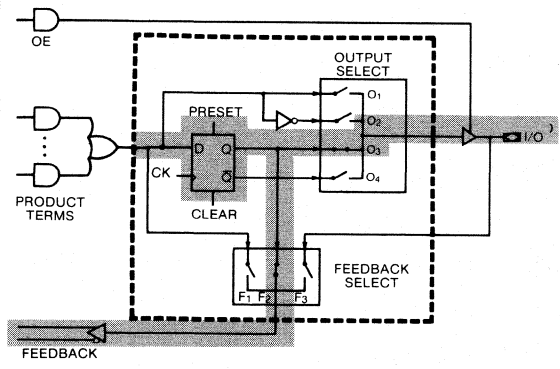 OE
OUTPUT
SELECT
O1
PRESET
O2
I/O )
D Q
O3
CK
Q
O4
PRODUCT
TERMS
CLEAR
FEEDBACK
SELECT
F1 F2 F3
FEEDBACK